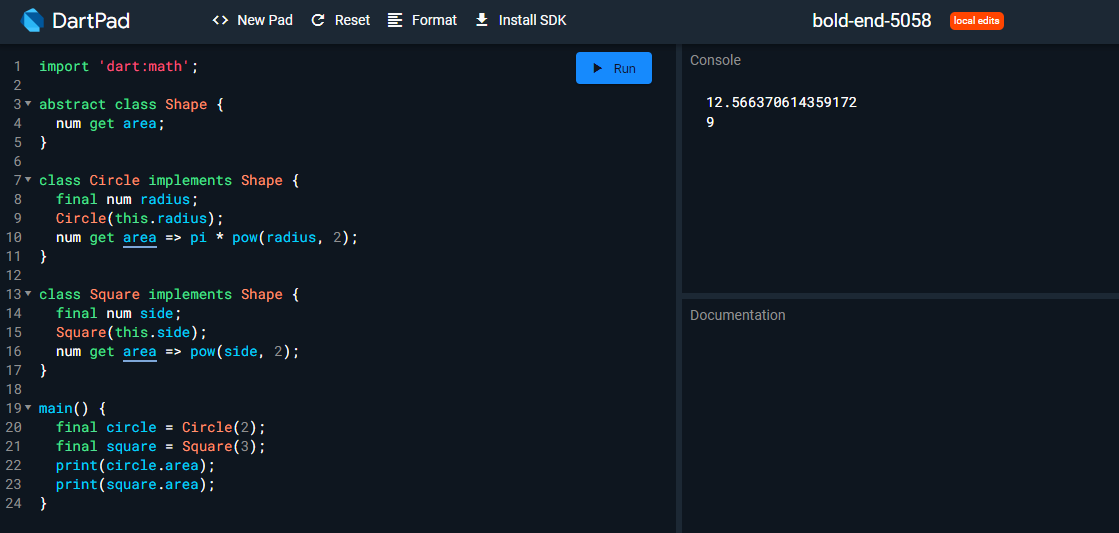 DartPad <> New Pad Reset Format Install SDK bold-end-5058 local edits
Run
1 import 'dart:math';
2
3 abstract class Shape {
4   num get area;
5 }
6
7 class Circle implements Shape {
8   final num radius;
9   Circle(this.radius);
10   num get area => pi * pow(radius, 2);
11 }
12
13 class Square implements Shape {
14   final num side;
15   Square(this.side);
16   num get area => pow(side, 2);
17 }
18
19 main() {
20   final circle = Circle(2);
21   final square = Square(3);
22   print(circle.area);
23   print(square.area);
24 }
Console
12.566370614359172
9
Documentation